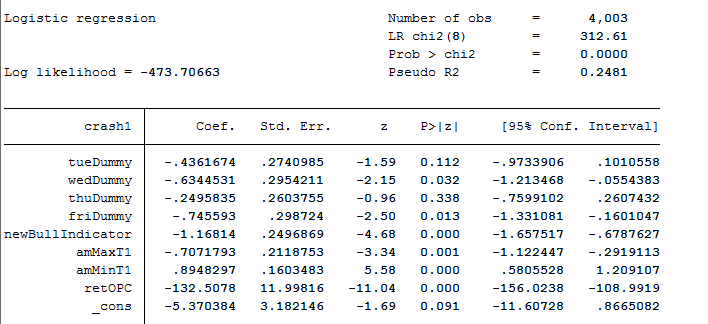 Logistic regression Number of obs = 4,003
LR chi2(8) = 312.61
Prob > chi2 = 0.0000
Log likelihood = -473.70663 Pseudo R2 = 0.2481
crash1 Coef. Std. Err. z P>|z| [95% Conf. Interval]
tueDummy -.4361674 .2740985 -1.59 0.112 -.9733906 .1010558
wedDummy -.6344531 .2954211 -2.15 0.032 -1.213468 -.0554383
thuDummy -.2495835 .2603755 -0.96 0.338 -.7599102 .2607432
friDummy -.745593 .298724 -2.50 0.013 -1.331081 -.1601047
newBullIndicator -1.16814 .2496869 -4.68 0.000 -1.657517 -.6787627
amMaxT1 -.7071793 .2118753 -3.34 0.001 -1.122447 -.2919113
amMinT1 .8948297 .1603483 5.58 0.000 .5805528 1.209107
retOPC -132.5078 11.99816 -11.04 0.000 -156.0238 -108.9919
_cons -5.370384 3.182146 -1.69 0.091 -11.60728 .8665082